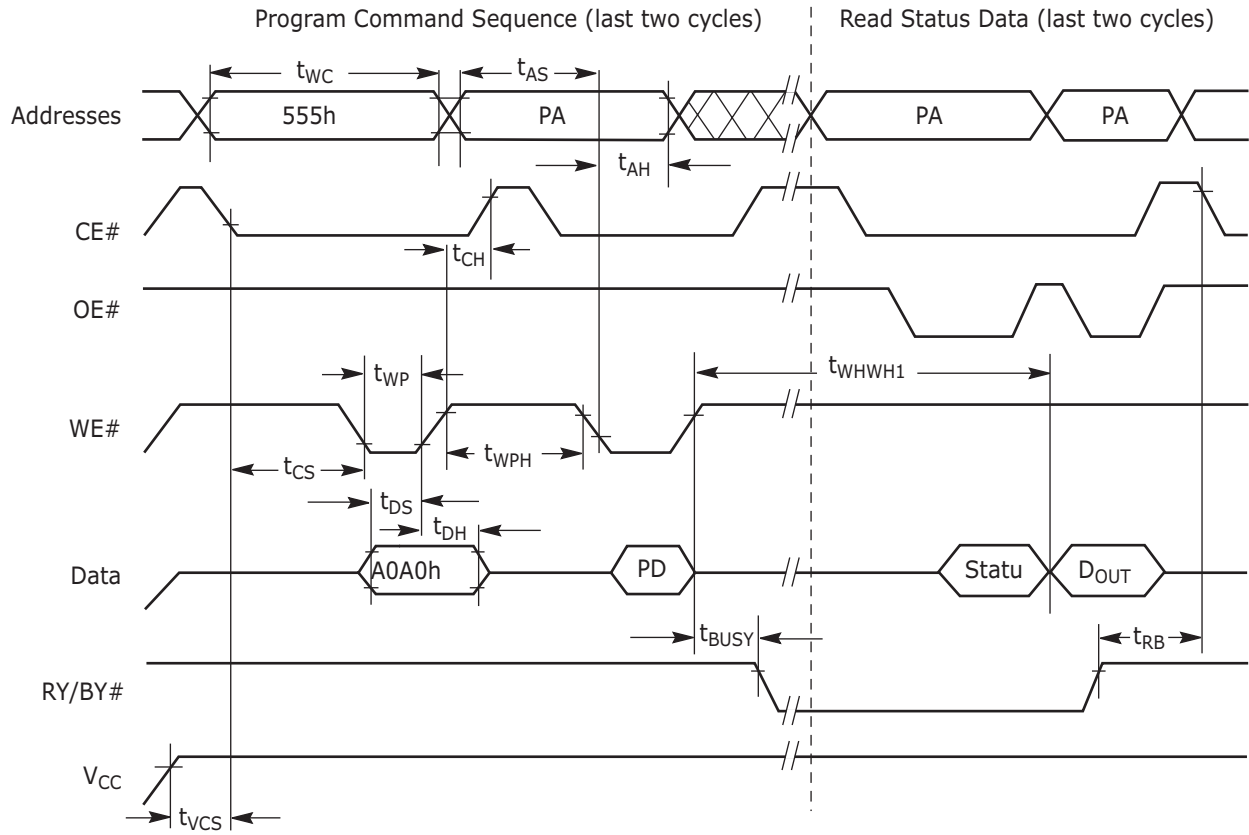 Program Command Sequence (last two cycles) Read Status Data (last two cycles)
tWC tAS
Addresses 555h PA PA PA
tAH
CE#
tCH
OE#
tWP tWHWH1
WE#
tCS tWPH
tDS
tDH
Data A0A0h PD Statu DOUT
tBUSY tRB
RY/BY#
VCC
tVCS